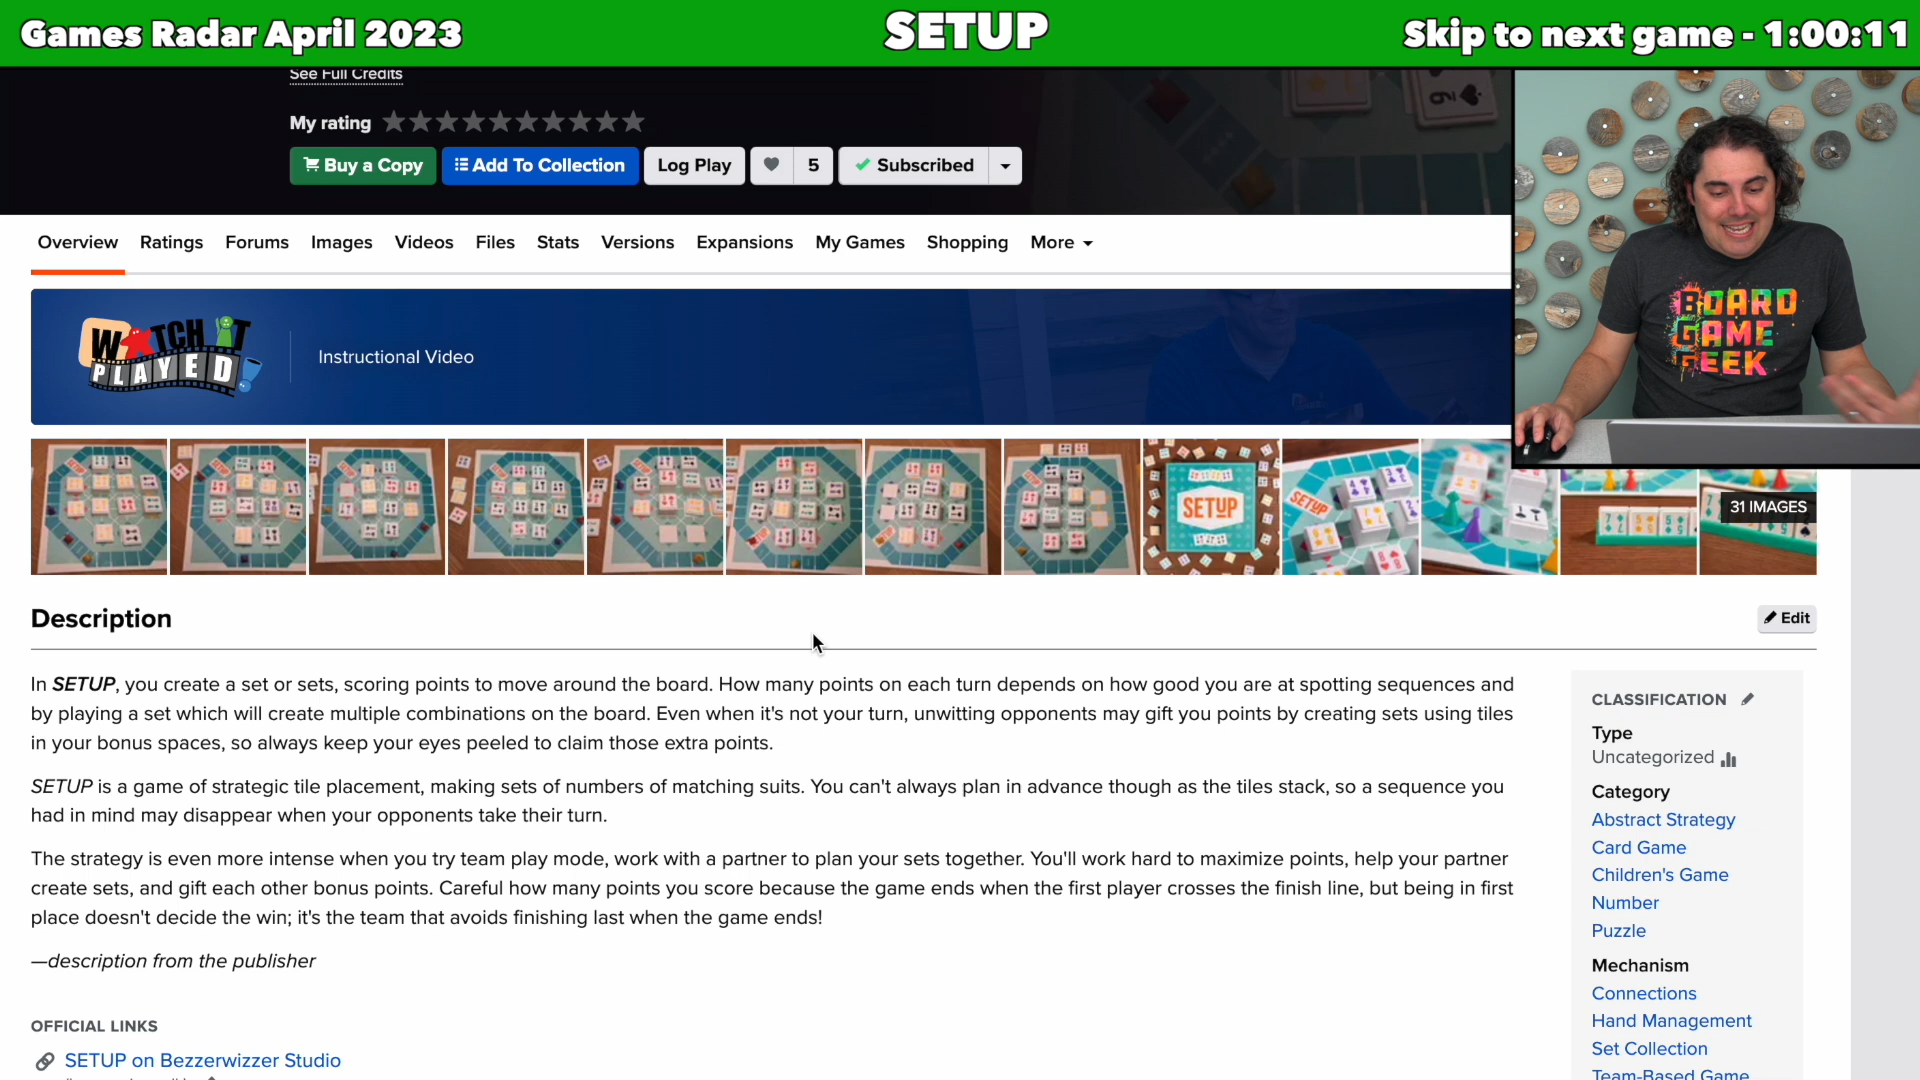 Games Radar April 2023
SETUP
Skip to next game - 1:00:11
See Full Credits
My rating
Buy a Copy
Add To Collection
Log Play
5
Subscribed
Overview
Ratings
Forums
Images
Videos
Files
Stats
Versions
Expansions
My Games
Shopping
More
BOARD
GAME
GEEK
WATCH IT
PLAYED
Instructional Video
SETUP
SETUP
31 IMAGES
Description
Edit
In SETUP, you create a set or sets, scoring points to move around the board. How many points on each turn depends on how good you are at spotting sequences and
by playing a set which will create multiple combinations on the board. Even when it's not your turn, unwitting opponents may gift you points by creating sets using tiles
in your bonus spaces, so always keep your eyes peeled to claim those extra points.
SETUP is a game of strategic tile placement, making sets of numbers of matching suits. You can't always plan in advance though as the tiles stack, so a sequence you
had in mind may disappear when your opponents take their turn.
The strategy is even more intense when you try team play mode, work with a partner to plan your sets together. You'll work hard to maximize points, help your partner
create sets, and gift each other bonus points. Careful how many points you score because the game ends when the first player crosses the finish line, but being in first
place doesn't decide the win; it's the team that avoids finishing last when the game ends!
—description from the publisher
OFFICIAL LINKS
SETUP on Bezzerwizzer Studio
CLASSIFICATION
Type
Uncategorized
Category
Abstract Strategy
Card Game
Children's Game
Number
Puzzle
Mechanism
Connections
Hand Management
Set Collection
Team-Based Game